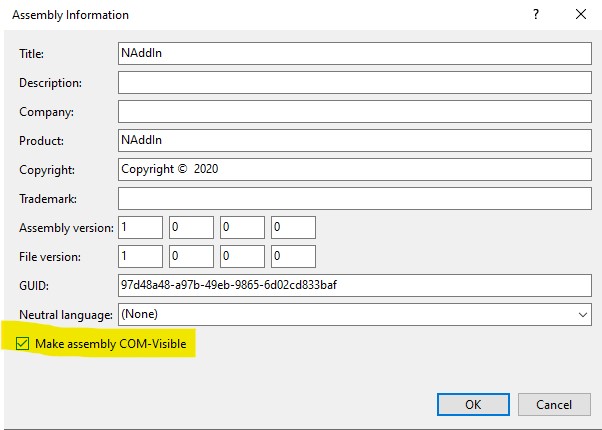 Assembly Information ? ×
Title: NAddIn
Description:
Company:
Product: NAddIn
Copyright: Copyright © 2020
Trademark:
Assembly version: 1 0 0 0
File version: 1 0 0 0
GUID: 97d48a48-a97b-49eb-9865-6d02cd833baf
Neutral language: (None)
Make assembly COM-Visible
OK Cancel